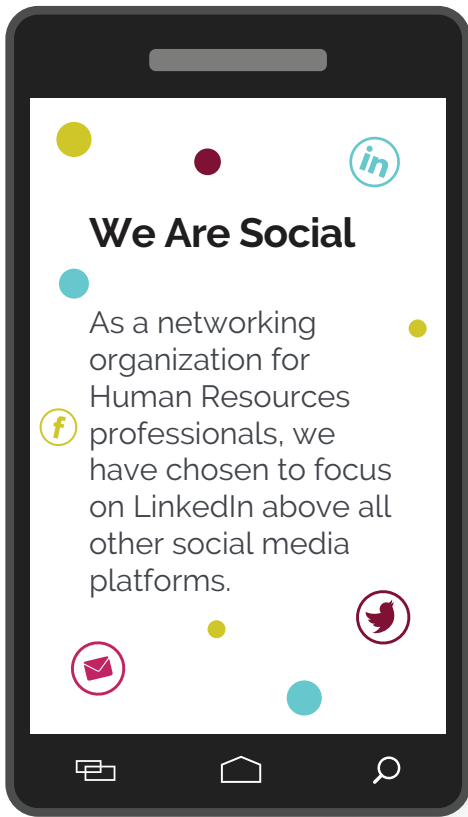 in
We Are Social
As a networking
organization for
Human Resources
f
professionals, we
have chosen to focus
on LinkedIn above all
other social media
platforms.